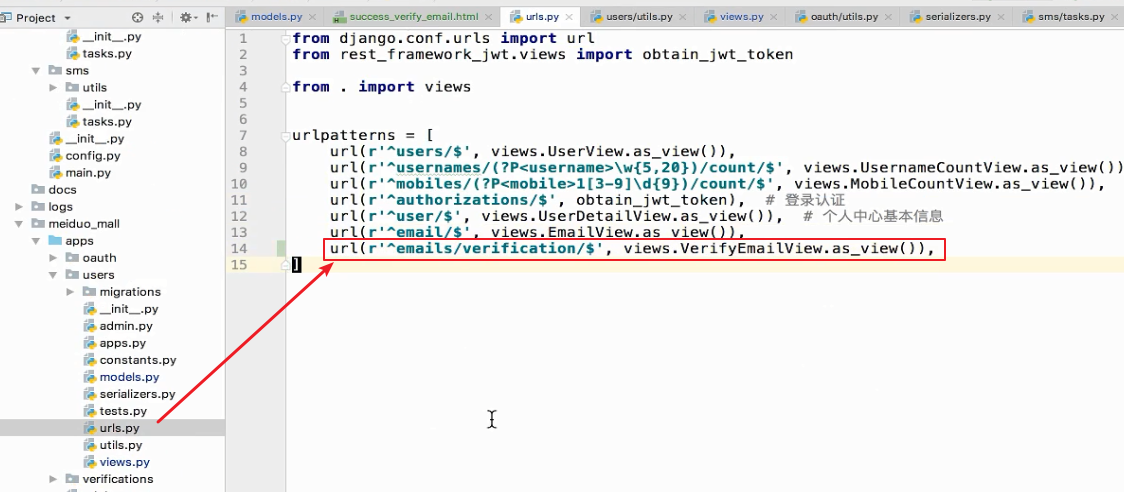 Project
models.py
success_verify_email.html
urls.py
users/utils.py
views.py
oauth/utils.py
serializers.py
sms/tasks.py
__init__.py
tasks.py
sms
utils
__init__.py
tasks.py
__init__.py
config.py
main.py
docs
logs
meiduo_mall
apps
oauth
users
migrations
__init__.py
admin.py
apps.py
constants.py
models.py
serializers.py
tests.py
urls.py
utils.py
views.py
verifications
1 from django.conf.urls import url
2 from rest_framework_jwt.views import obtain_jwt_token
3
4 from . import views
5
6
7 urlpatterns = [
8 url(r'^users/$', views.UserView.as_view()),
9 url(r'^usernames/(?P<username>\w{5,20})/count/$', views.UsernameCountView.as_view())
10 url(r'^mobiles/(?P<mobile>1[3-9]\d{9})/count/$', views.MobileCountView.as_view()),
11 url(r'^authorizations/$', obtain_jwt_token), # 登录认证
12 url(r'^user/$', views.UserDetailView.as_view()), # 个人中心基本信息
13 url(r'^email/$', views.EmailView.as_view()),
14 url(r'^emails/verification/$', views.VerifyEmailView.as_view()),
15 ]